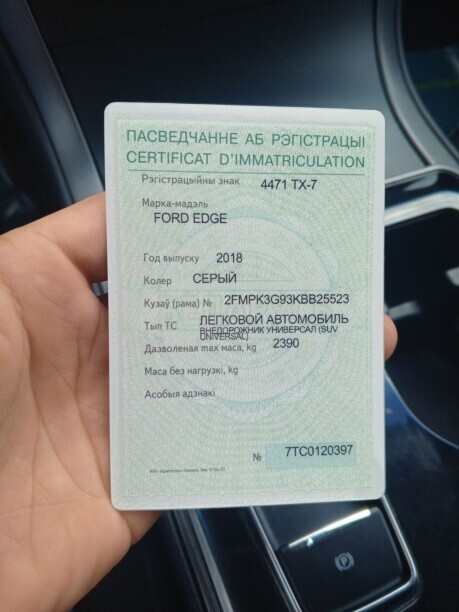 ПАСВЕДЧАННЕ АБ РЭГІСТРАЦЫІ
CERTIFICAT D'IMMATRICULATION
Рэгістрацыйны знак 4471 TX-7
Марка-мадэль
FORD EDGE
Год выпуску 2018
Колер СЕРЫЙ
Кузаў (рама) № 2FMPK3G93KBB25523
Тып ТС ЛЕГКОВОЙ АВТОМОБИЛЬ
ВНЕДОРОЖНИК УНИВЕРСАЛ (SUV
UNIVERSAL)
Дазволеная max маса, kg 2390
Маса без нагрузкі, kg
Асобыя адзнакі
№ 7TC0120397
P